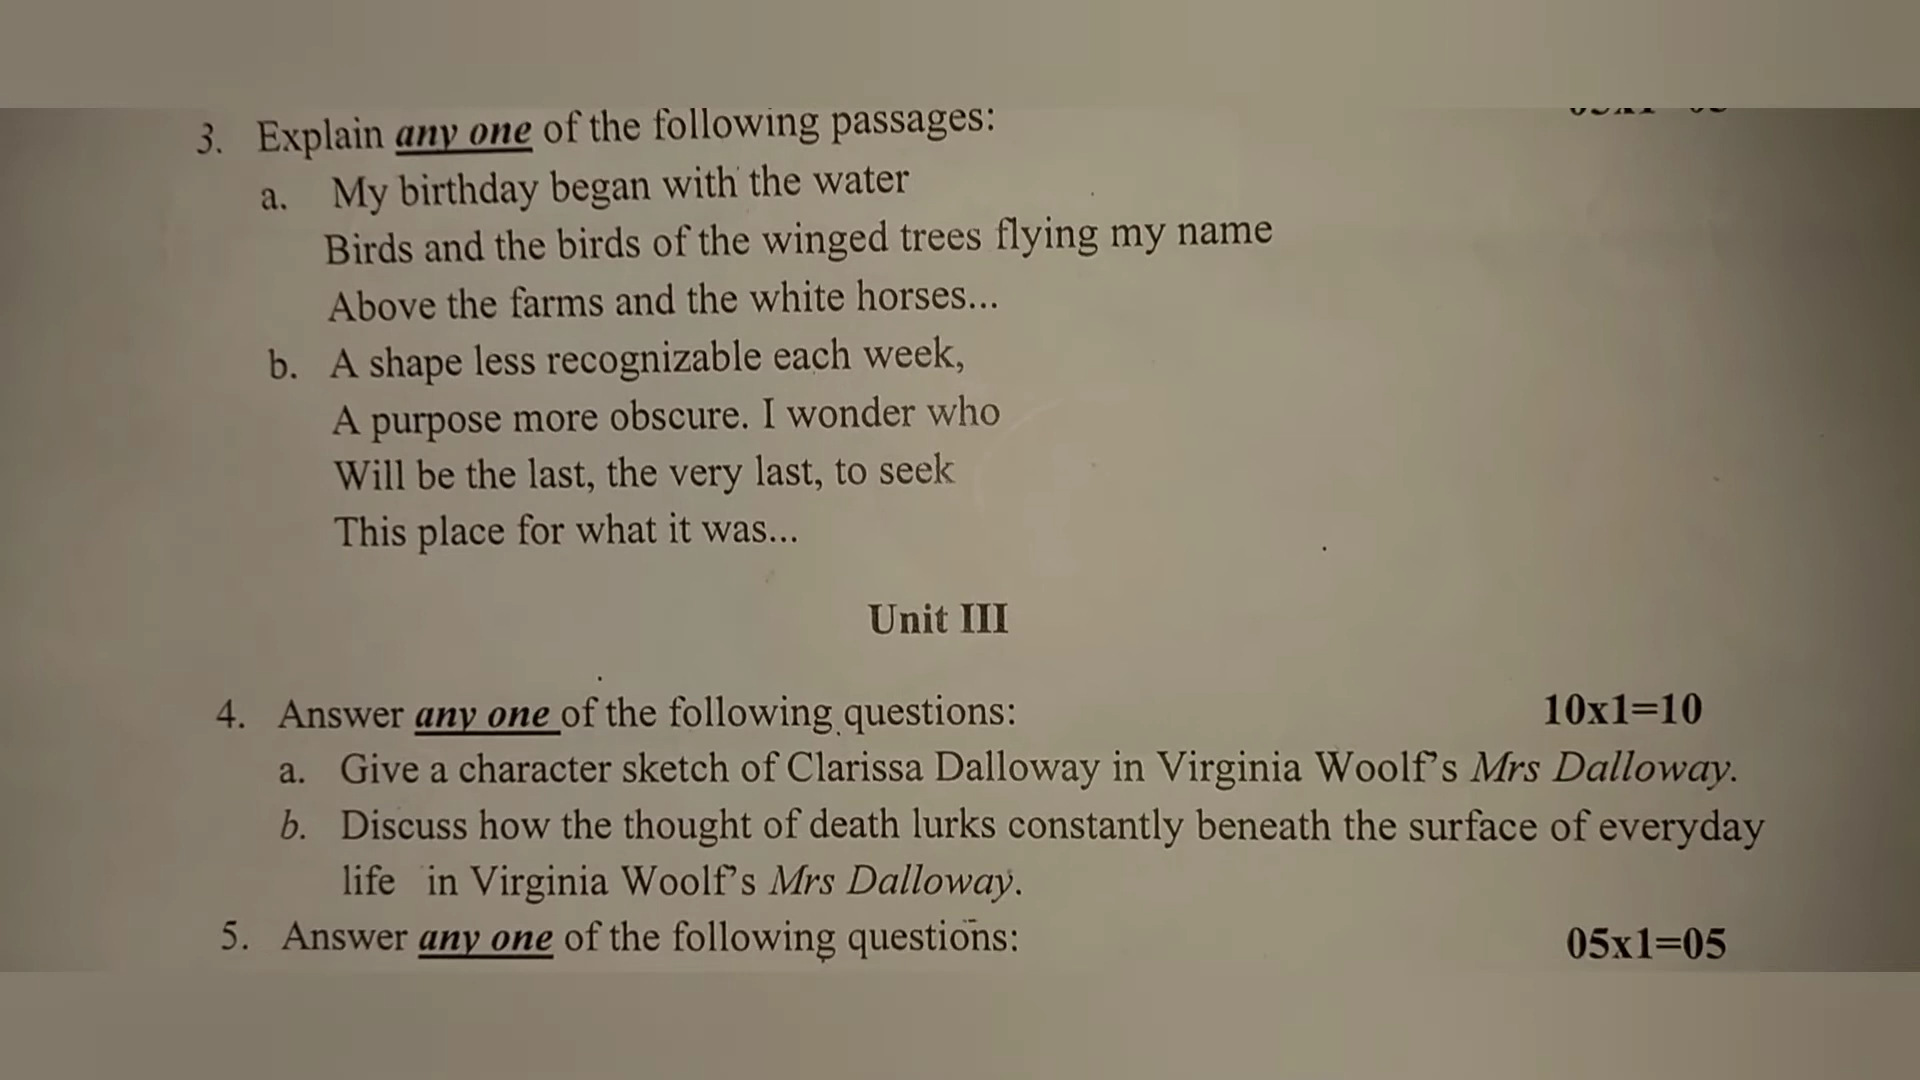 3. Explain any one of the following passages:
a. My birthday began with the water
Birds and the birds of the winged trees flying my name
Above the farms and the white horses...
b. A shape less recognizable each week,
A purpose more obscure. I wonder who
Will be the last, the very last, to seek
This place for what it was...
Unit III
4. Answer any one of the following questions: 10x1=10
a. Give a character sketch of Clarissa Dalloway in Virginia Woolf's Mrs Dalloway.
b. Discuss how the thought of death lurks constantly beneath the surface of everyday
life in Virginia Woolf's Mrs Dalloway.
5. Answer any one of the following questions: 05x1=05